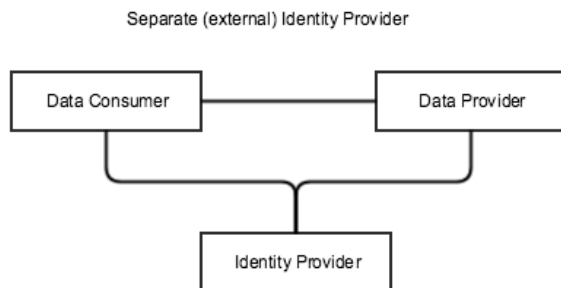 Separate (external) Identity Provider
Data Consumer
Data Provider
Identity Provider